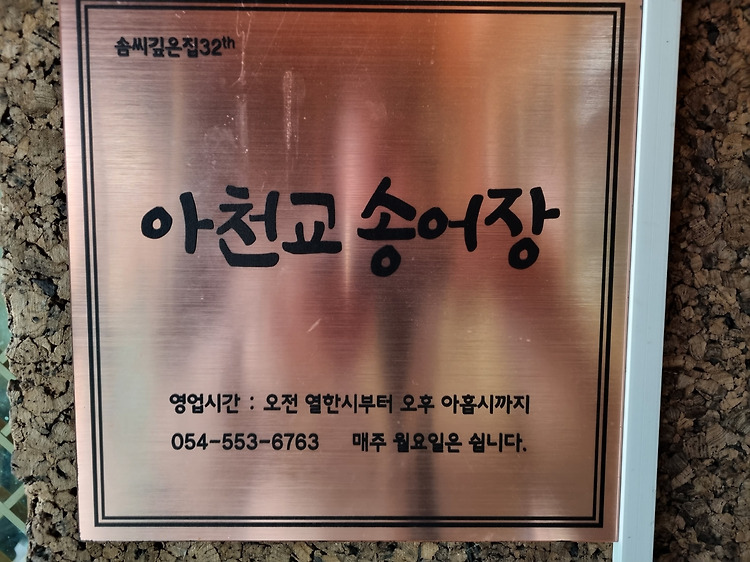 솜씨깊은집32th
아천교 송어장
영업시간 : 오전 열한시부터 오후 아홉시까지
054-553-6763 매주 월요일은 쉽니다.